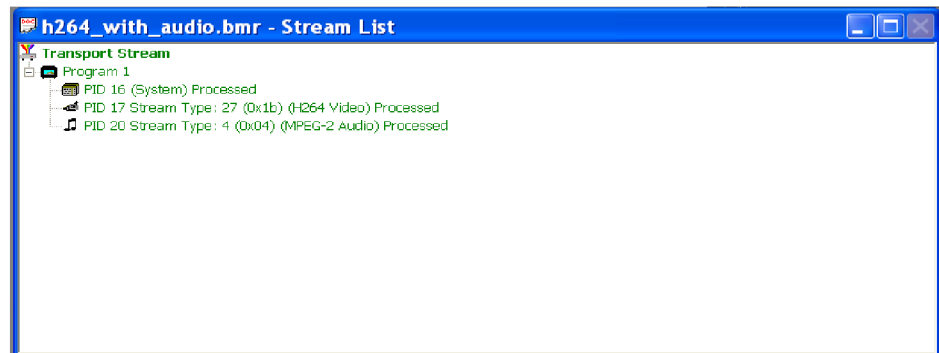 h264_with_audio.bmr - Stream List
Transport Stream
Program 1
PID 16 (System) Processed
PID 17 Stream Type: 27 (0x1b) (H264 Video) Processed
PID 20 Stream Type: 4 (0x04) (MPEG-2 Audio) Processed